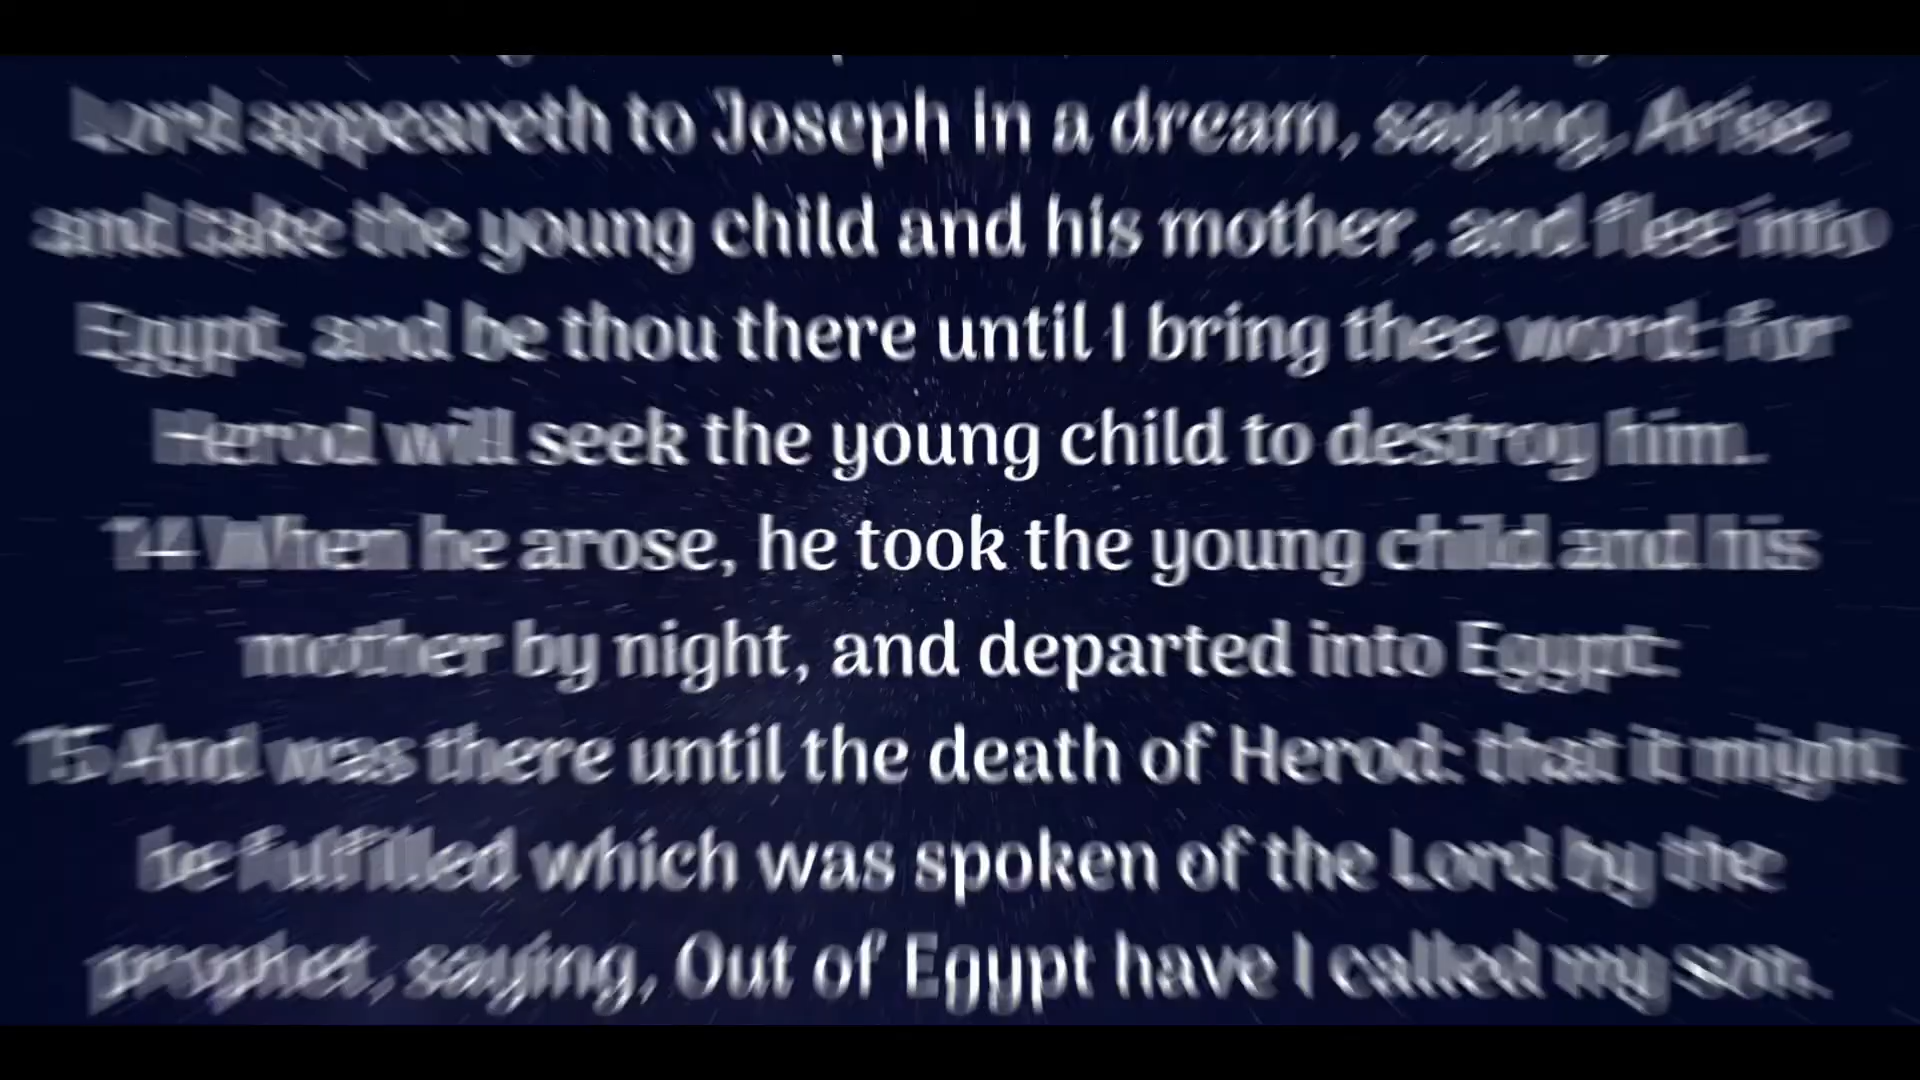 Lord appeareth to Joseph in a dream, saying, Arise,
and take the young child and his mother, and flee into
Egypt, and be thou there until I bring thee word: for
Herod will seek the young child to destroy him.
14 When he arose, he took the young child and his
mother by night, and departed into Egypt:
15 And was there until the death of Herod: that it might
be fulfilled which was spoken of the Lord by the
prophet, saying, Out of Egypt have I called my son.